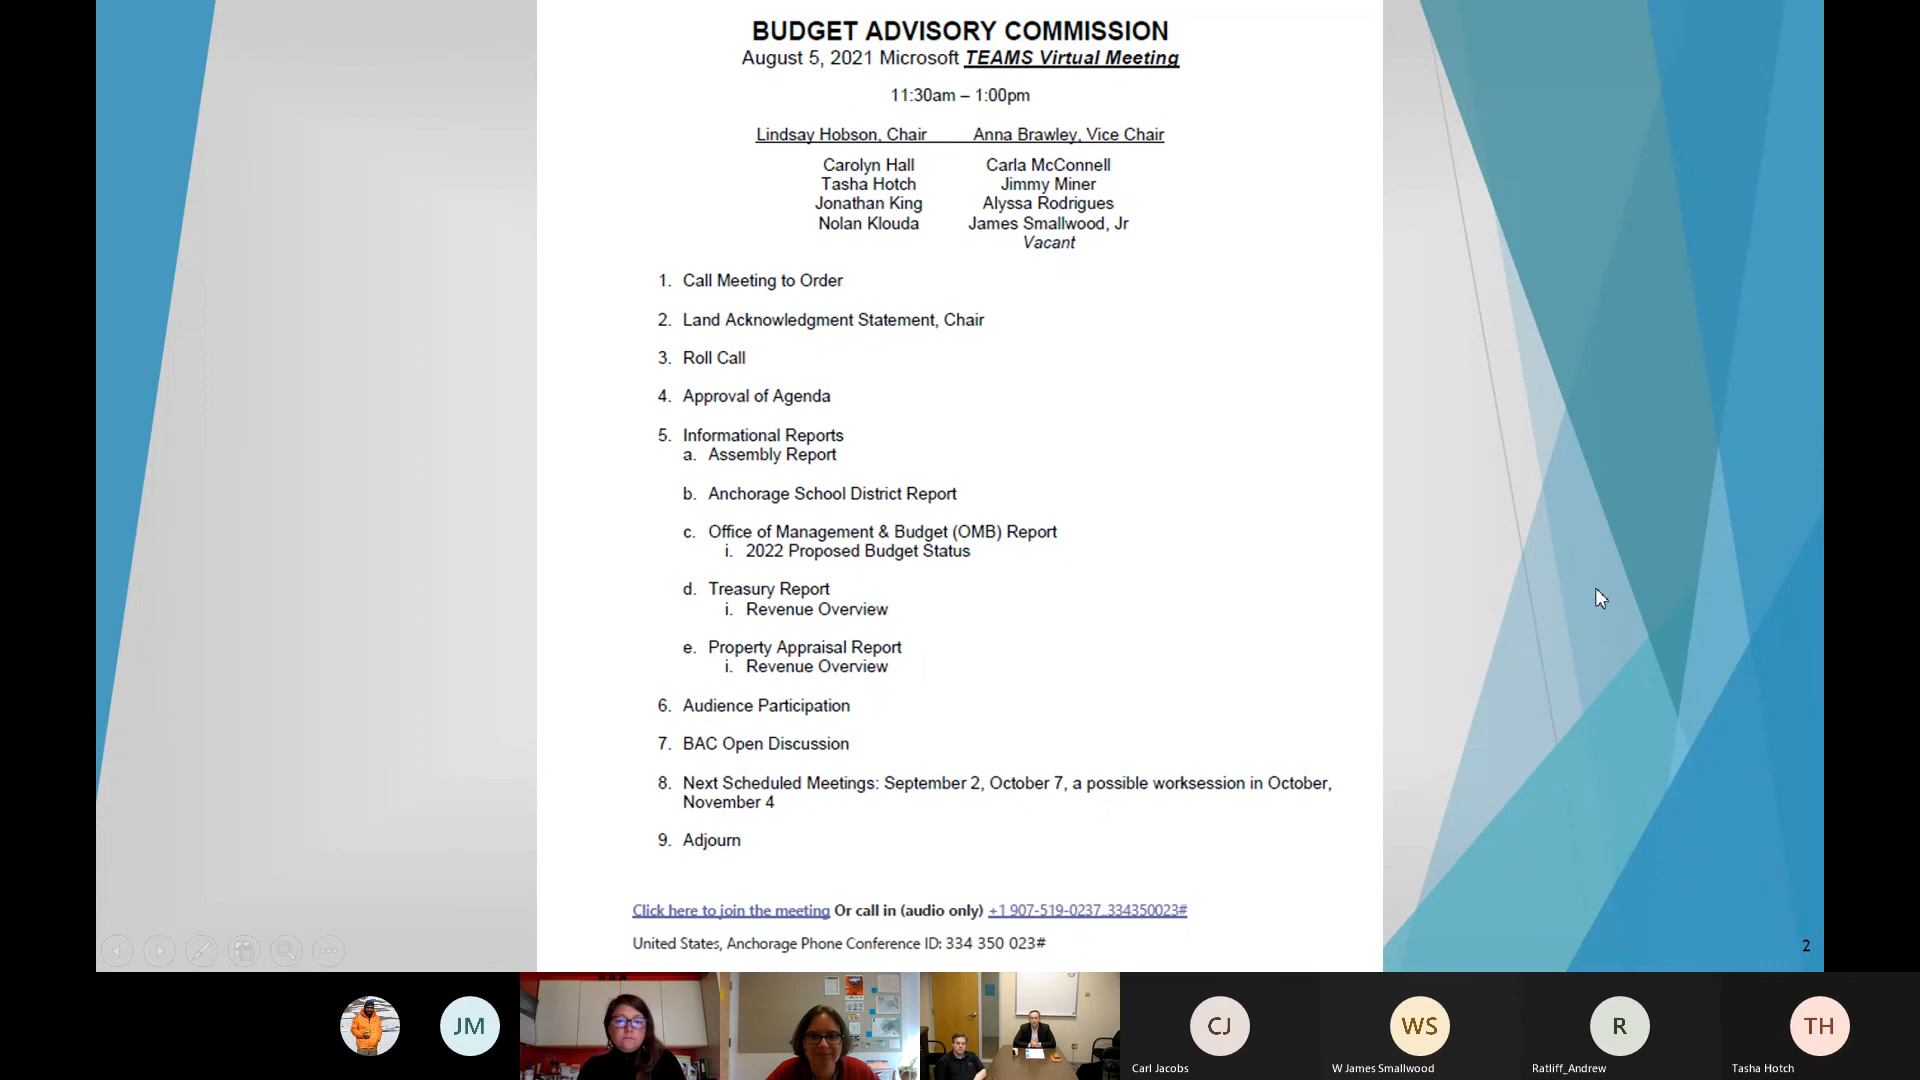 BUDGET ADVISORY COMMISSION
August 5, 2021 Microsoft TEAMS Virtual Meeting
11:30am – 1:00pm
Lindsay Hobson, Chair Anna Brawley, Vice Chair
Carolyn Hall Carla McConnell
Tasha Hotch Jimmy Miner
Jonathan King Alyssa Rodrigues
Nolan Klouda James Smallwood, Jr
Vacant
1. Call Meeting to Order
2. Land Acknowledgment Statement, Chair
3. Roll Call
4. Approval of Agenda
5. Informational Reports
a. Assembly Report
b. Anchorage School District Report
c. Office of Management & Budget (OMB) Report
i. 2022 Proposed Budget Status
d. Treasury Report
i. Revenue Overview
e. Property Appraisal Report
i. Revenue Overview
6. Audience Participation
7. BAC Open Discussion
8. Next Scheduled Meetings: September 2, October 7, a possible worksession in October,
November 4
9. Adjourn
Click here to join the meeting Or call in (audio only) +1 907-519-0237,,334350023#
United States, Anchorage Phone Conference ID: 334 350 023#
2
JM
CJ
WS
R
TH
Carl Jacobs
W James Smallwood
Ratliff_Andrew
Tasha Hotch